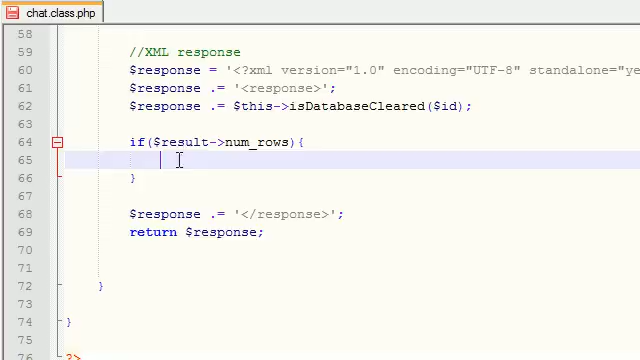 chat.class.php
58
59 //XML response
60 $response = '<?xml version="1.0" encoding="UTF-8" standalone="ye
61 $response .= '<response>';
62 $response .= $this->isDatabaseCleared($id);
63
64 if($result->num_rows){
65
66 }
67
68 $response .= '</response>';
69 return $response;
70
71
72 }
73
74 }
75
76 ?>